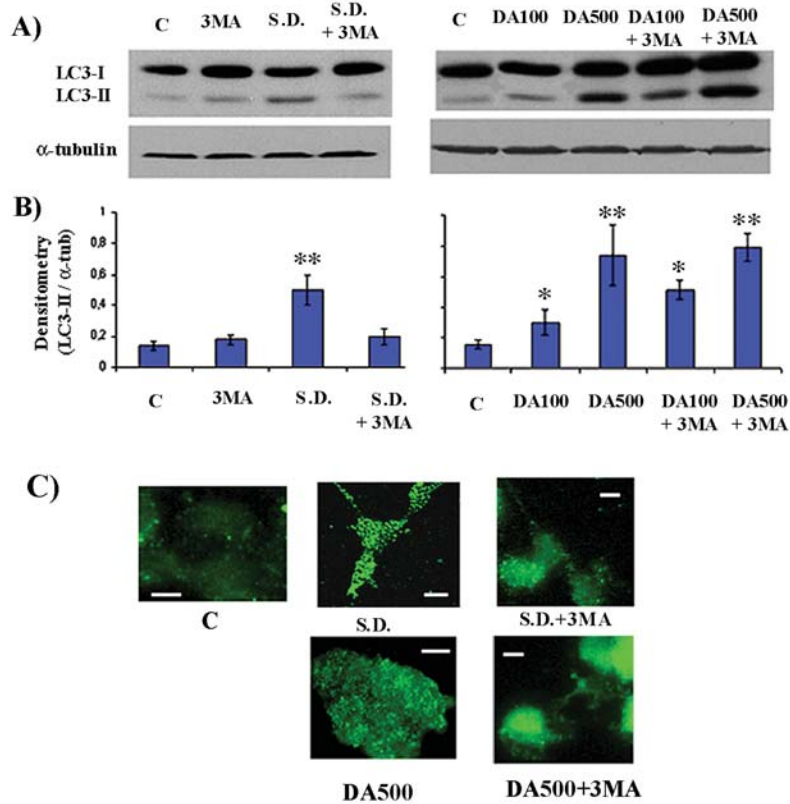 A)
C 3MA S.D. S.D. + 3MA
C DA100 DA500 DA100 +3MA DA500 + 3MA
LC3-I
LC3-II
α-tubulin
B)
Densitometry
(LC3-II / α-tub)
1
0,8
0,6
0,4
0,2
0
**
* ** * **
C 3MA S.D. S.D. + 3MA
C DA100 DA500 DA100 + 3MA DA500 + 3MA
C)
C S.D. S.D.+3MA
DA500 DA500+3MA